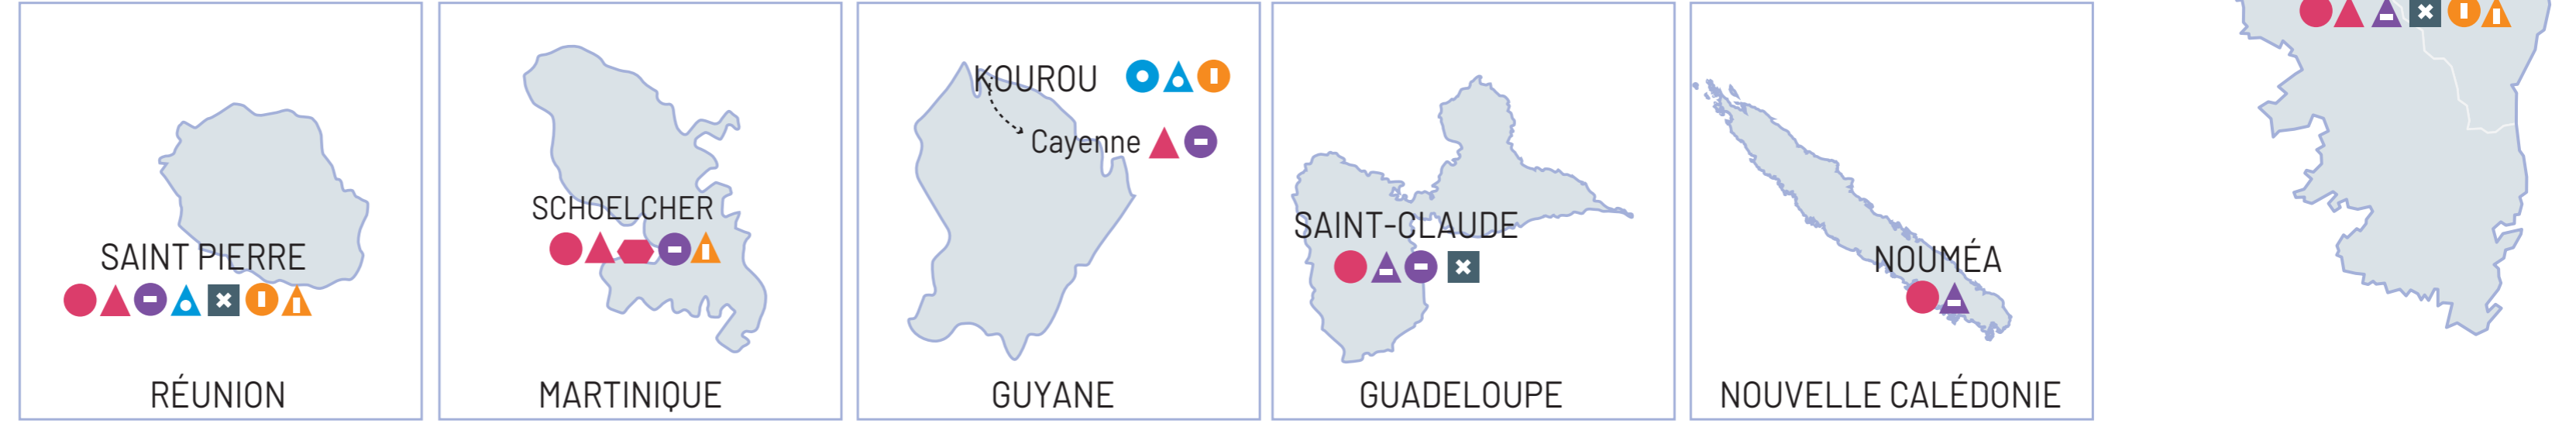 SAINT PIERRE
RÉUNION
SCHOELCHER
MARTINIQUE
KOUROU
Cayenne
GUYANE
SAINT-CLAUDE
GUADELOUPE
NOUMÉA
NOUVELLE CALÉDONIE